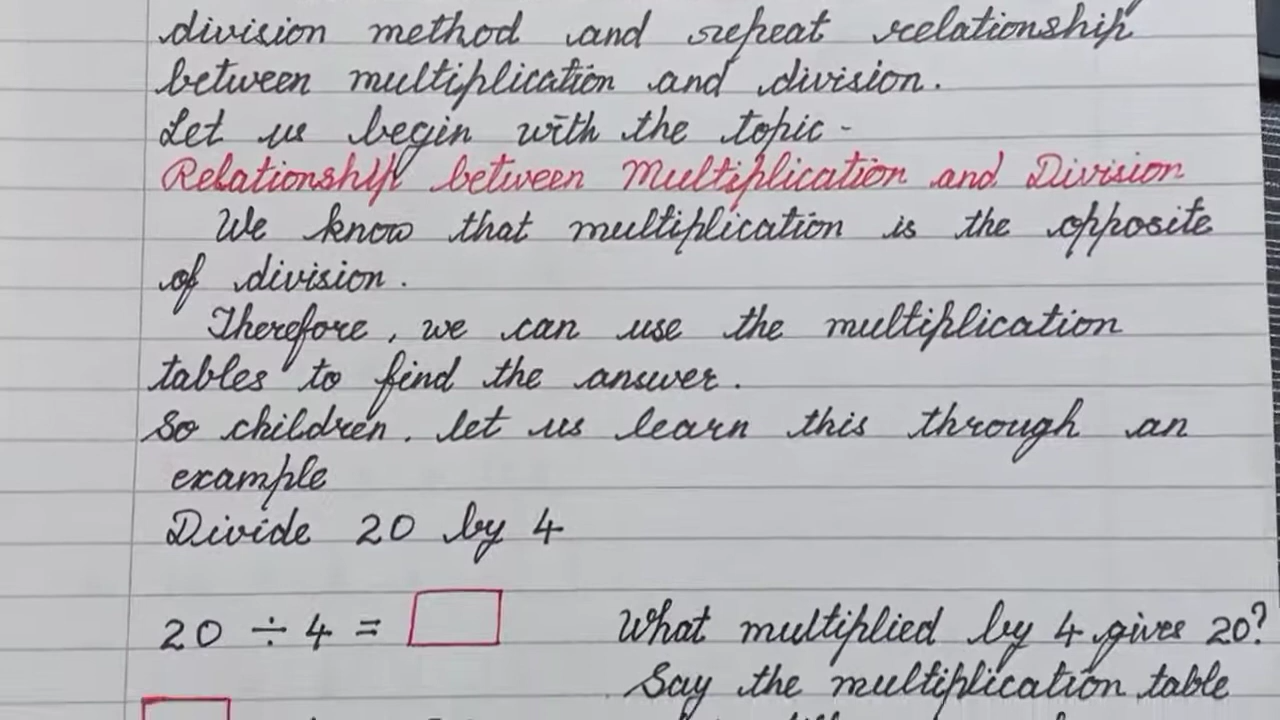 division method and repeat relationship
between multiplication and division.
Let us begin with the topic -
Relationship between Multiplication and Division
We know that multiplication is the opposite
of division.
Therefore, we can use the multiplication
tables to find the answer.
So children. let us learn this through an
example
Divide 20 by 4
20 ÷ 4 =
What multiplied by 4 gives 20?
Say the multiplication table